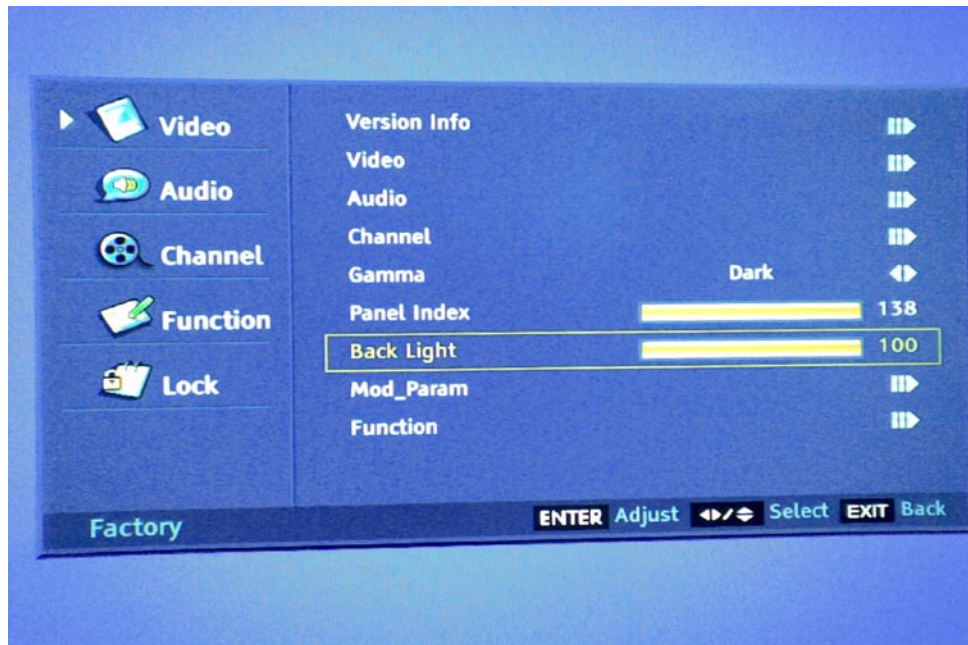 Video
Audio
Channel
Function
Lock
Version Info
Video
Audio
Channel
Gamma Dark
Panel Index 138
Back Light 100
Mod_Param
Function
Factory
ENTER Adjust Select EXIT Back